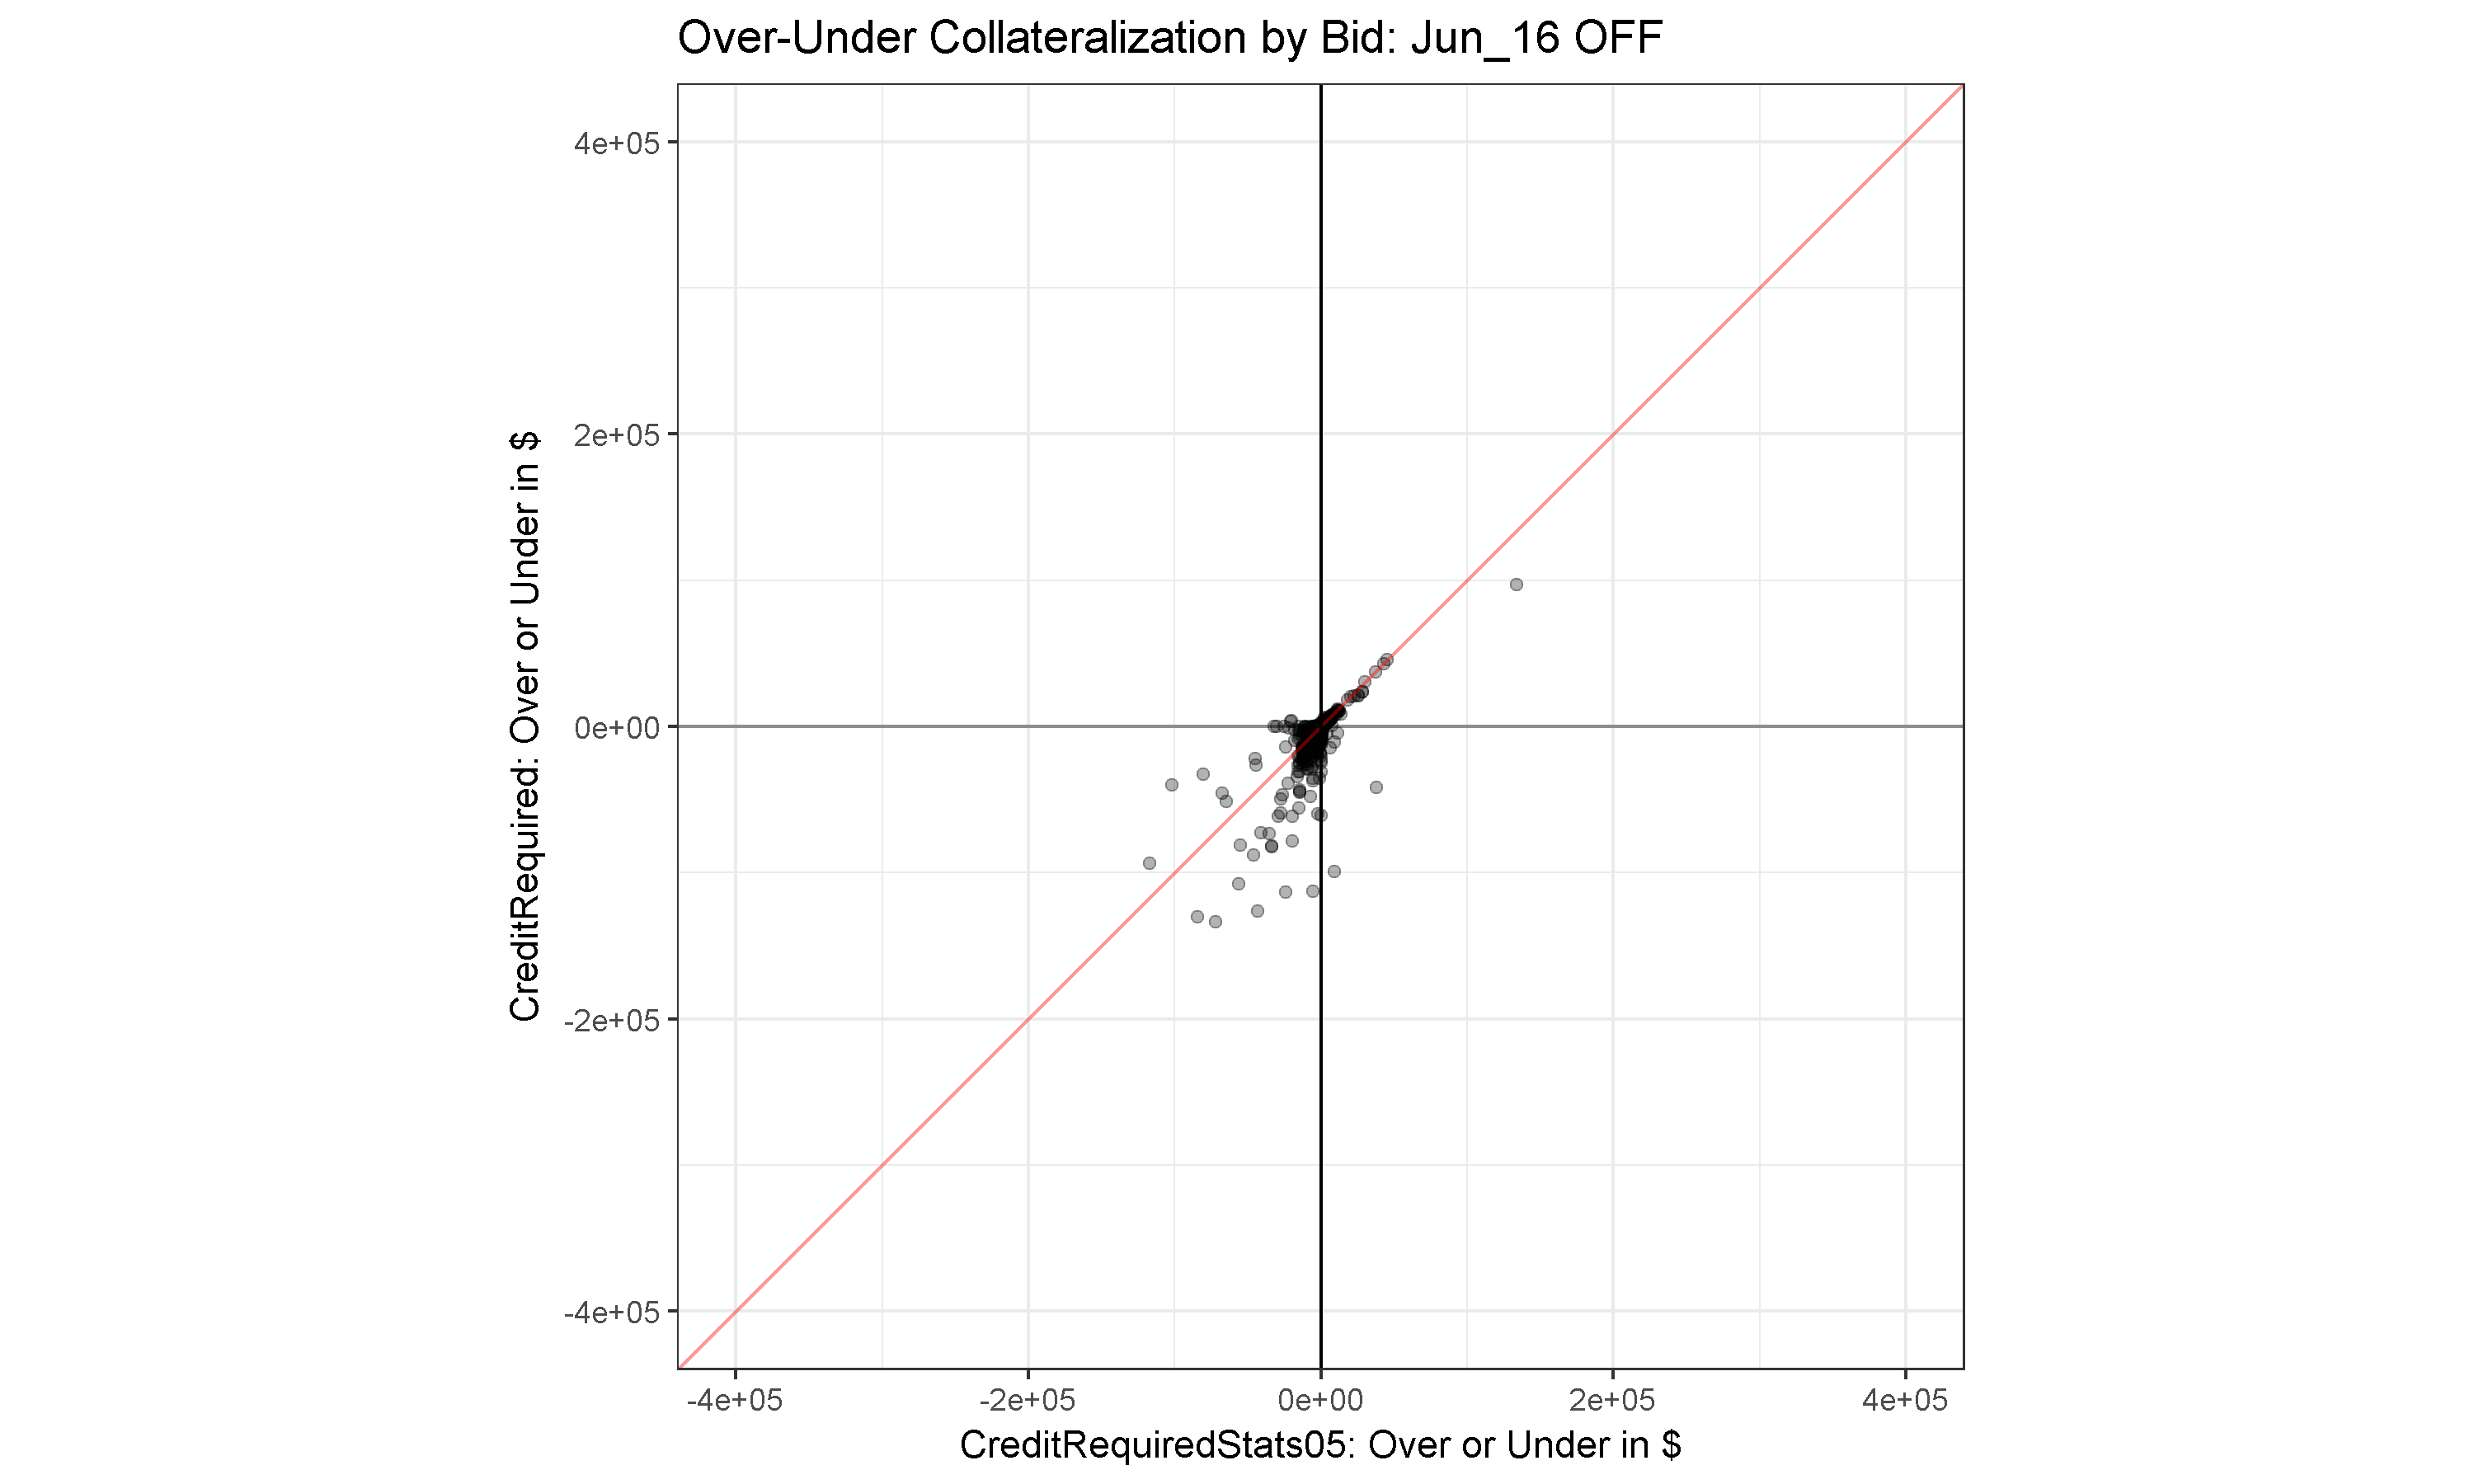 Over-Under Collateralization by Bid: Jun_16 OFF
CreditRequired: Over or Under in $
4e+05
2e+05
0e+00
-2e+05
-4e+05
-4e+05
-2e+05
0e+00
2e+05
4e+05
CreditRequiredStats05: Over or Under in $